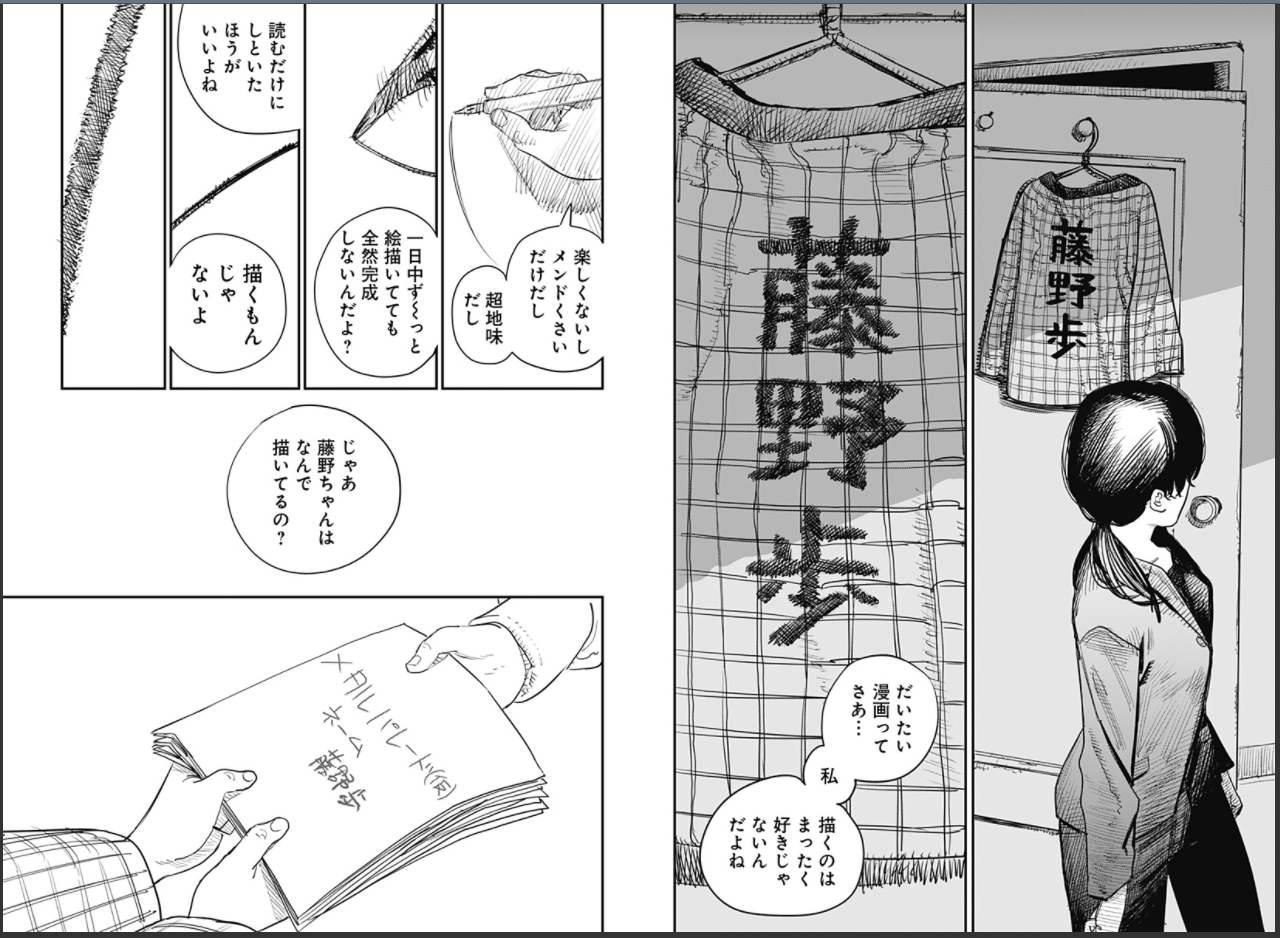 藤野歩
藤野歩
だいたい
漫画って
さあ…
私
描くのは
まったく
好きじゃ
ないん
だよね
楽しくないし
メンドくさい
だけだし
超地味
だし
一日中ず〜っと
絵描いてても
全然完成
しないんだよ?
読むだけに
しといた
ほうが
いいよね
描くもん
じゃ
ないよ
じゃあ
藤野ちゃんは
なんで
描いてるの?
メタルパレード
ネーム
藤野歩